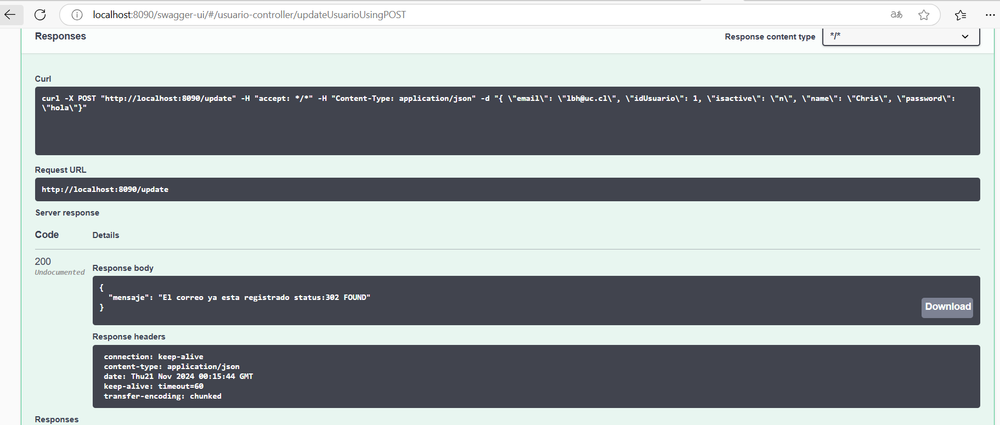 localhost:8090/swagger-ui/#/usuario-controller/updateUsuarioUsingPOST
Responses
Response content type
*/*
Curl
curl -X POST "http://localhost:8090/update" -H "accept: */*" -H "Content-Type: application/json" -d "{ \"email\": \"lbh@uc.cl\", \"idUsuario\": 1, \"isactive\": \"n\", \"name\": \"Chris\", \"password\":
\"hola\"}"
Request URL
http://localhost:8090/update
Server response
Code
Details
200
Undocumented
Response body
{
"mensaje": "El correo ya esta registrado status:302 FOUND"
}
Download
Response headers
connection: keep-alive
content-type: application/json
date: Thu21 Nov 2024 00:15:44 GMT
keep-alive: timeout=60
transfer-encoding: chunked
Responses